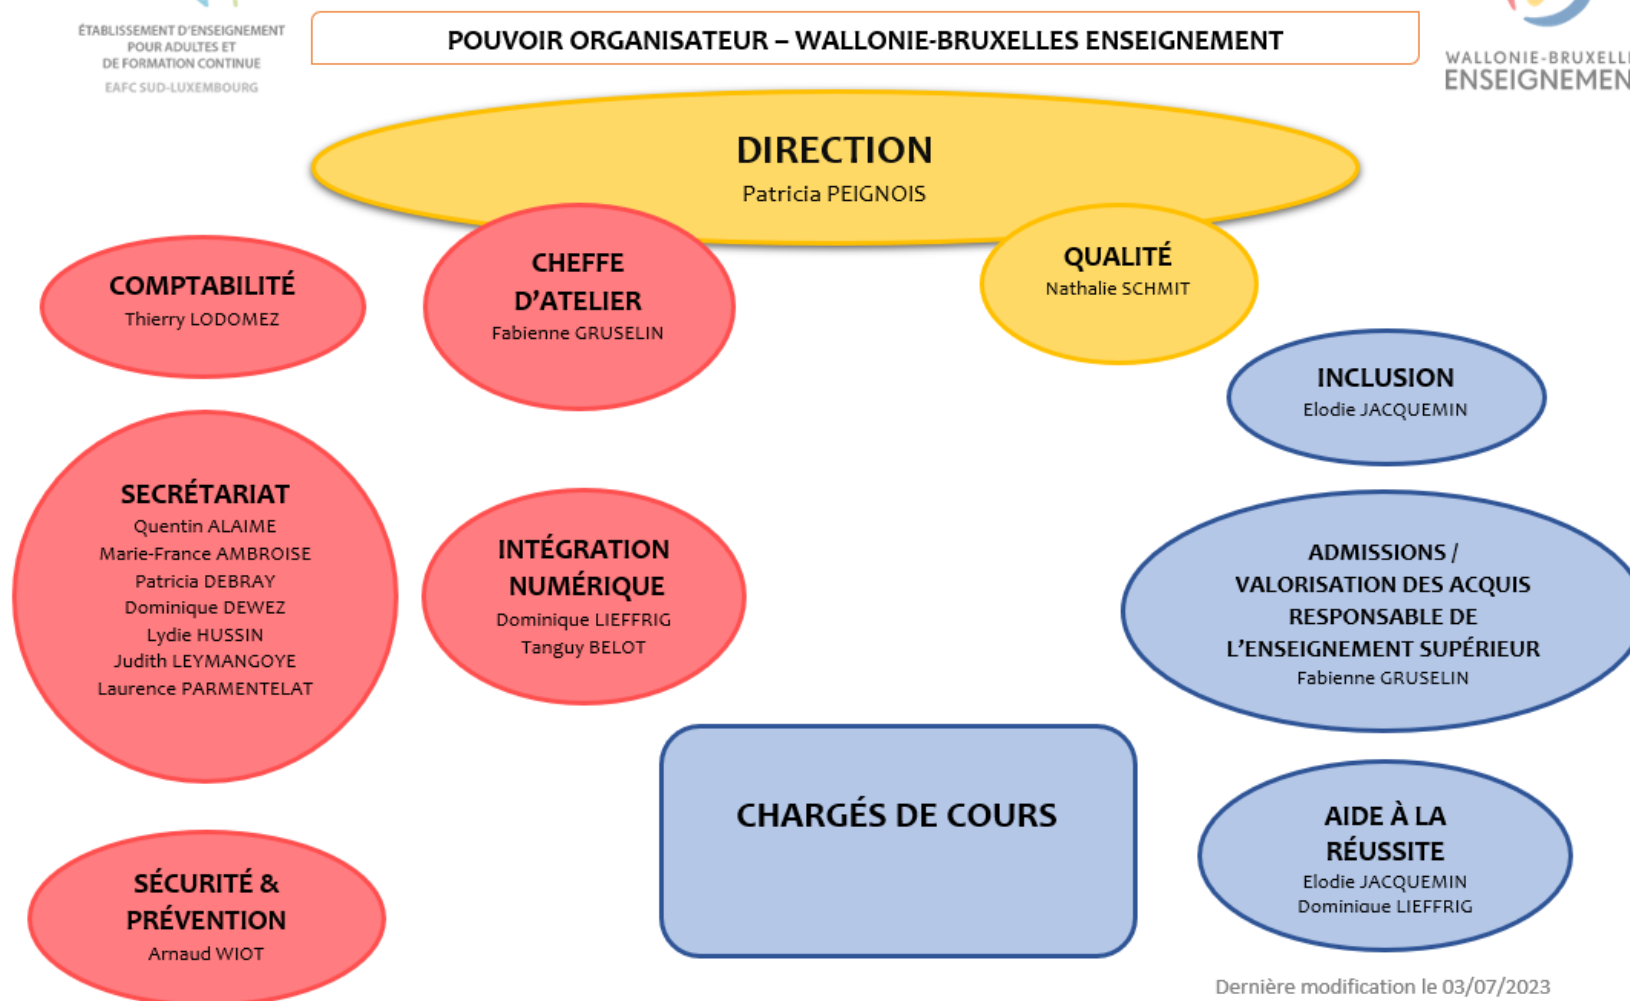 ÉTABLISSEMENT D'ENSEIGNEMENT
POUR ADULTES ET
DE FORMATION CONTINUE
EAFC SUD-LUXEMBOURG
POUVOIR ORGANISATEUR – WALLONIE-BRUXELLES ENSEIGNEMENT
WALLONIE-BRUXELLE
ENSEIGNEMEN
DIRECTION
Patricia PEIGNOIS
COMPTABILITÉ
Thierry LODOMEZ
CHEFFE
D'ATELIER
Fabienne GRUSELIN
QUALITÉ
Nathalie SCHMIT
INCLUSION
Elodie JACQUEMIN
SECRÉTARIAT
Quentin ALAIME
Marie-France AMBROISE
Patricia DEBRAY
Dominique DEWEZ
Lydie HUSSIN
Judith LEYMANGOYE
Laurence PARMENTELAT
INTÉGRATION
NUMÉRIQUE
Dominique LIEFFRIG
Tanguy BELOT
ADMISSIONS /
VALORISATION DES ACQUIS
RESPONSABLE DE
L'ENSEIGNEMENT SUPÉRIEUR
Fabienne GRUSELIN
CHARGÉS DE COURS
AIDE À LA
RÉUSSITE
Elodie JACQUEMIN
Dominique LIEFFRIG
SÉCURITÉ &
PRÉVENTION
Arnaud WIOT
Dernière modification le 03/07/2023